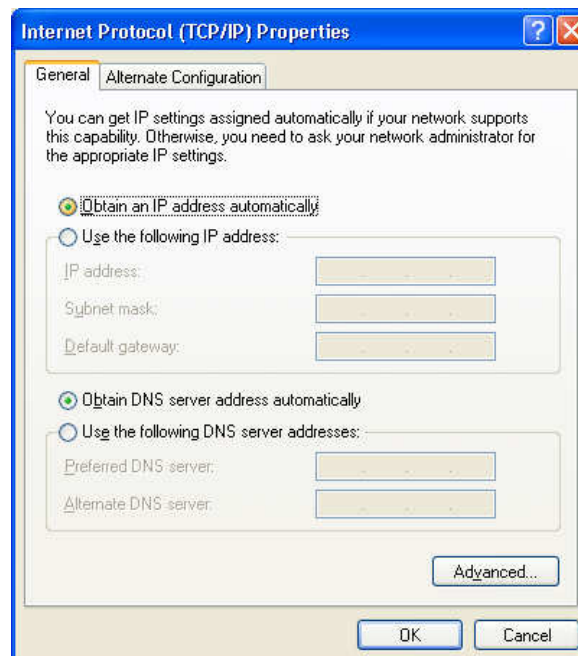 Internet Protocol (TCP/IP) Properties
General
Alternate Configuration
You can get IP settings assigned automatically if your network supports
this capability. Otherwise, you need to ask your network administrator for
the appropriate IP settings.
Obtain an IP address automatically
Use the following IP address:
IP address:
Subnet mask:
Default gateway:
Obtain DNS server address automatically
Use the following DNS server addresses:
Preferred DNS server:
Alternate DNS server:
Advanced...
OK
Cancel